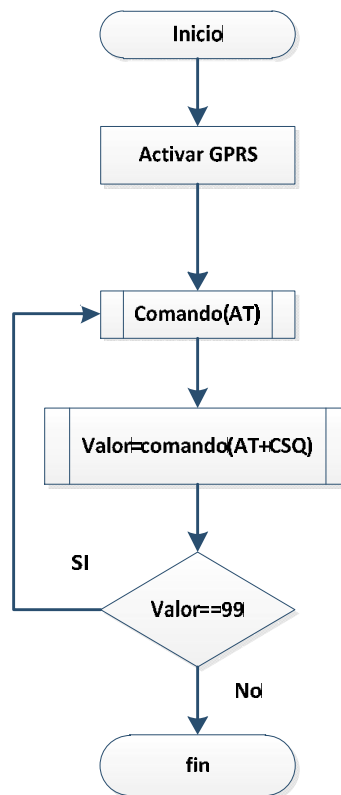 Inicio
Activar GPRS
Comando(AT)
Valor=comando(AT+CSQ)
SI
Valor==99
No
fin